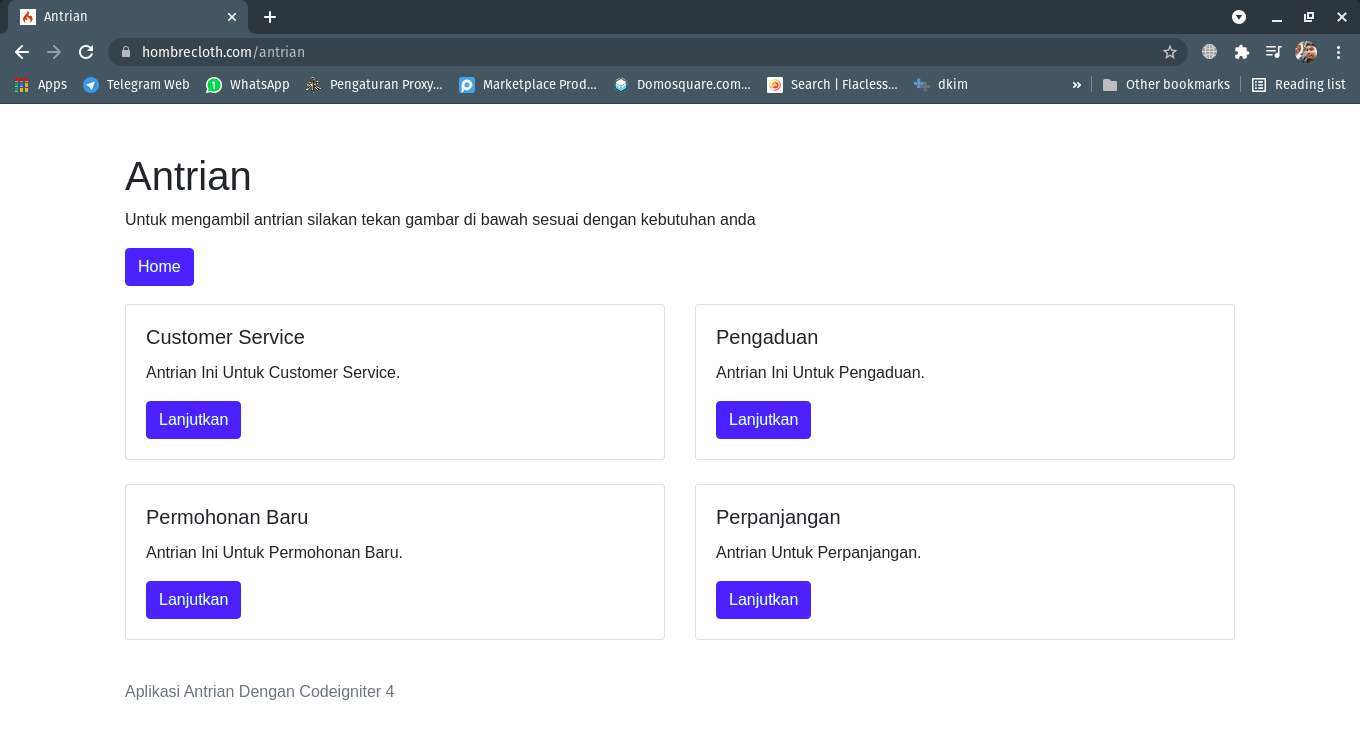 Antrian
hombrecloth.com/antrian
Apps Telegram Web WhatsApp Pengaturan Proxy... Marketplace Prod... Domosquare.com... Search | Flacless... dkim » Other bookmarks Reading list
Antrian
Untuk mengambil antrian silakan tekan gambar di bawah sesuai dengan kebutuhan anda
Home
Customer Service
Antrian Ini Untuk Customer Service.
Lanjutkan
Pengaduan
Antrian Ini Untuk Pengaduan.
Lanjutkan
Permohonan Baru
Antrian Ini Untuk Permohonan Baru.
Lanjutkan
Perpanjangan
Antrian Untuk Perpanjangan.
Lanjutkan
Aplikasi Antrian Dengan Codeigniter 4